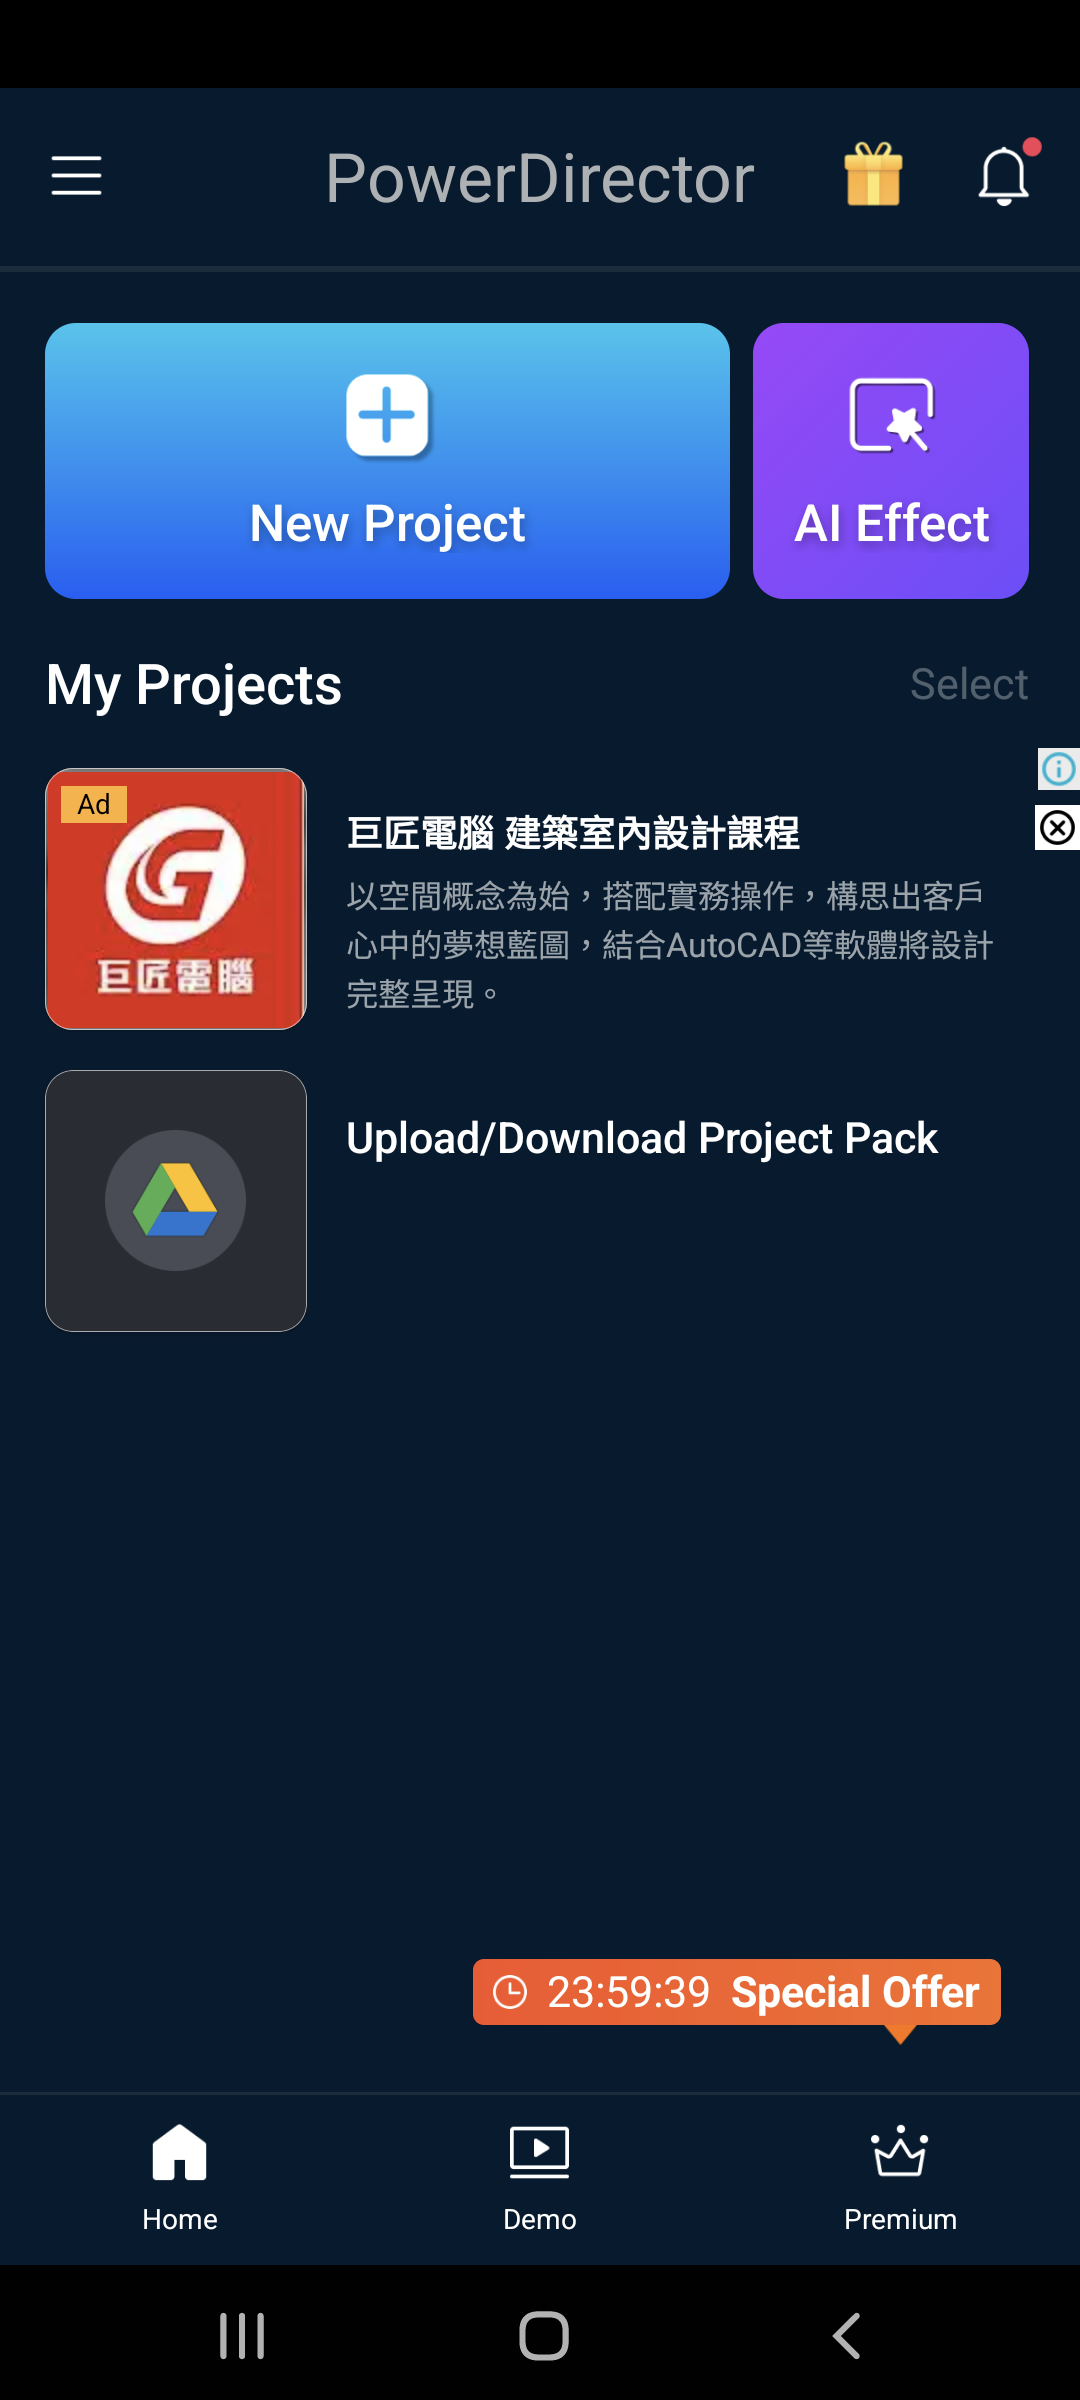 PowerDirector
New Project
AI Effect
My Projects
Select
Ad
巨匠電腦
巨匠電腦 建築室內設計課程
以空間概念為始，搭配實務操作，構思出客戶
心中的夢想藍圖，結合AutoCAD等軟體將設計
完整呈現。
Upload/Download Project Pack
23:59:39 Special Offer
Home
Demo
Premium